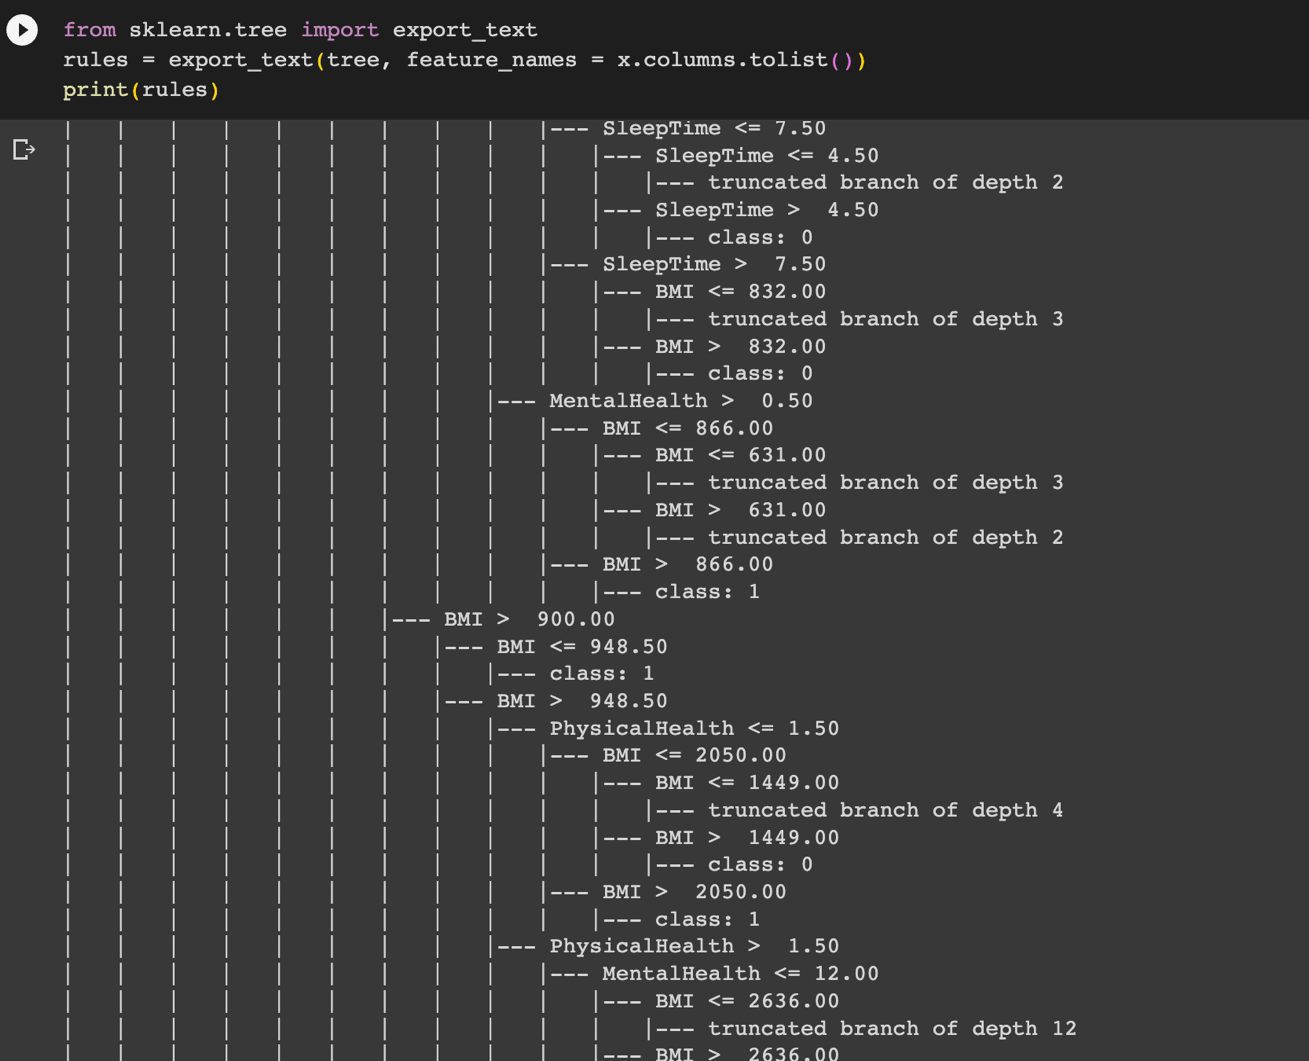 from sklearn.tree import export_text
rules = export_text(tree, feature_names = x.columns.tolist())
print(rules)
|   |   |   |   |   |   |   |   |   |--- SleepTime <= 7.50
|   |   |   |   |   |   |   |   |   |   |--- SleepTime <= 4.50
|   |   |   |   |   |   |   |   |   |   |   |--- truncated branch of depth 2
|   |   |   |   |   |   |   |   |   |   |--- SleepTime >  4.50
|   |   |   |   |   |   |   |   |   |   |   |--- class: 0
|   |   |   |   |   |   |   |   |   |--- SleepTime >  7.50
|   |   |   |   |   |   |   |   |   |   |--- BMI <= 832.00
|   |   |   |   |   |   |   |   |   |   |   |--- truncated branch of depth 3
|   |   |   |   |   |   |   |   |   |   |--- BMI >  832.00
|   |   |   |   |   |   |   |   |   |   |   |--- class: 0
|   |   |   |   |   |   |   |   |--- MentalHealth >  0.50
|   |   |   |   |   |   |   |   |   |--- BMI <= 866.00
|   |   |   |   |   |   |   |   |   |   |--- BMI <= 631.00
|   |   |   |   |   |   |   |   |   |   |   |--- truncated branch of depth 3
|   |   |   |   |   |   |   |   |   |   |--- BMI >  631.00
|   |   |   |   |   |   |   |   |   |   |   |--- truncated branch of depth 2
|   |   |   |   |   |   |   |   |   |--- BMI >  866.00
|   |   |   |   |   |   |   |   |   |   |--- class: 1
|   |   |   |   |   |   |--- BMI >  900.00
|   |   |   |   |   |   |   |--- BMI <= 948.50
|   |   |   |   |   |   |   |   |--- class: 1
|   |   |   |   |   |   |   |--- BMI >  948.50
|   |   |   |   |   |   |   |   |--- PhysicalHealth <= 1.50
|   |   |   |   |   |   |   |   |   |--- BMI <= 2050.00
|   |   |   |   |   |   |   |   |   |   |--- BMI <= 1449.00
|   |   |   |   |   |   |   |   |   |   |   |--- truncated branch of depth 4
|   |   |   |   |   |   |   |   |   |   |--- BMI >  1449.00
|   |   |   |   |   |   |   |   |   |   |   |--- class: 0
|   |   |   |   |   |   |   |   |   |--- BMI >  2050.00
|   |   |   |   |   |   |   |   |   |   |--- class: 1
|   |   |   |   |   |   |   |   |--- PhysicalHealth >  1.50
|   |   |   |   |   |   |   |   |   |--- MentalHealth <= 12.00
|   |   |   |   |   |   |   |   |   |   |--- BMI <= 2636.00
|   |   |   |   |   |   |   |   |   |   |   |--- truncated branch of depth 12
|   |   |   |   |   |   |   |   |   |   |--- BMI >  2636.00